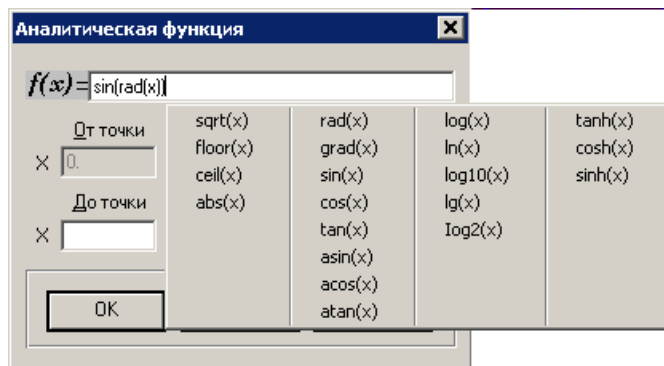 Аналитическая функция
f(x)=sin(rad(x))
От точки
X 0.
До точки
X
OK
sqrt(x) rad(x) log(x) tanh(x)
floor(x) grad(x) ln(x) cosh(x)
ceil(x) sin(x) log10(x) sinh(x)
abs(x) cos(x) lg(x)
tan(x) Iog2(x)
asin(x)
acos(x)
atan(x)